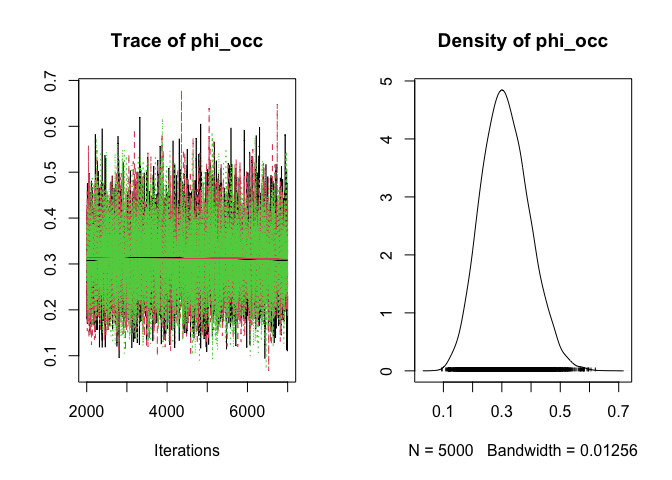 Trace of phi_occ
0.7
0.6
0.5
0.4
0.3
0.2
0.1
2000 4000 6000
Iterations
Density of phi_occ
5
4
3
2
1
0
0.1 0.3 0.5 0.7
N = 5000 Bandwidth = 0.01256